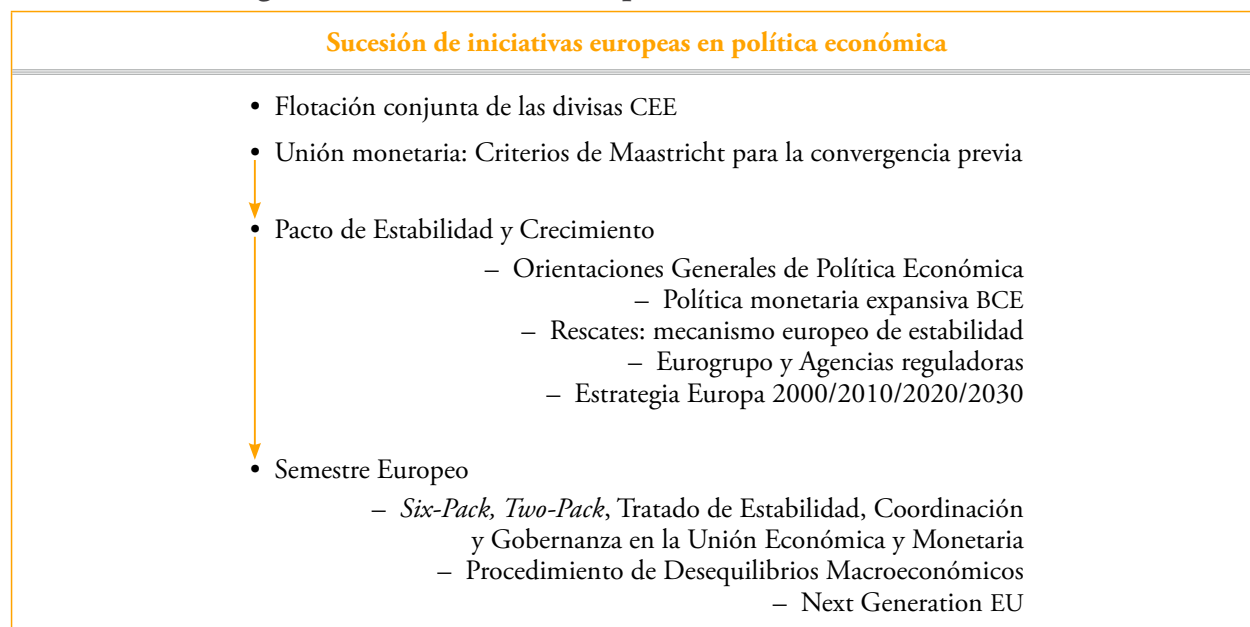 Sucesión de iniciativas europeas en política económica
• Flotación conjunta de las divisas CEE
• Unión monetaria: Criterios de Maastricht para la convergencia previa
• Pacto de Estabilidad y Crecimiento
– Orientaciones Generales de Política Económica
– Política monetaria expansiva BCE
– Rescates: mecanismo europeo de estabilidad
– Eurogrupo y Agencias reguladoras
– Estrategia Europa 2000/2010/2020/2030
• Semestre Europeo
– Six-Pack, Two-Pack, Tratado de Estabilidad, Coordinación
y Gobernanza en la Unión Económica y Monetaria
– Procedimiento de Desequilibrios Macroeconómicos
– Next Generation EU